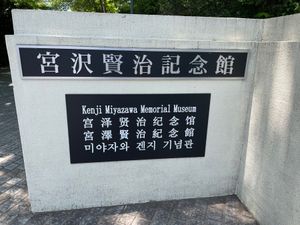 宮沢賢治記念館
Kenji Miyazawa Memorial Museum
宫泽贤治纪念馆
宮澤賢治紀念館
미야자와 겐지 기념관